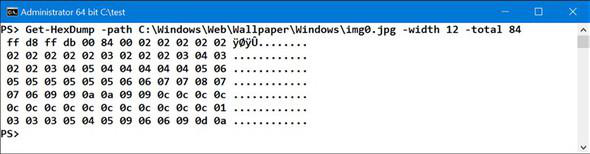 Administrator 64 bit C:\test
PS> Get-HexDump -path C:\Windows\Web\Wallpaper\Windows\img0.jpg -width 12 -total 84
ff d8 ff db 00 84 00 02 02 02 02 02 ÿØÿÛ........
02 02 02 02 02 03 02 02 02 03 04 03 ............
02 02 03 04 05 04 04 04 04 04 05 06 ............
05 05 05 05 05 05 06 06 07 07 08 07 ............
07 06 09 09 0a 0a 09 09 0c 0c 0c 0c ............
0c 0c 0c 0c 0c 0c 0c 0c 0c 0c 0c 01 ............
03 03 03 05 04 05 09 06 06 09 0d 0a ............
PS>